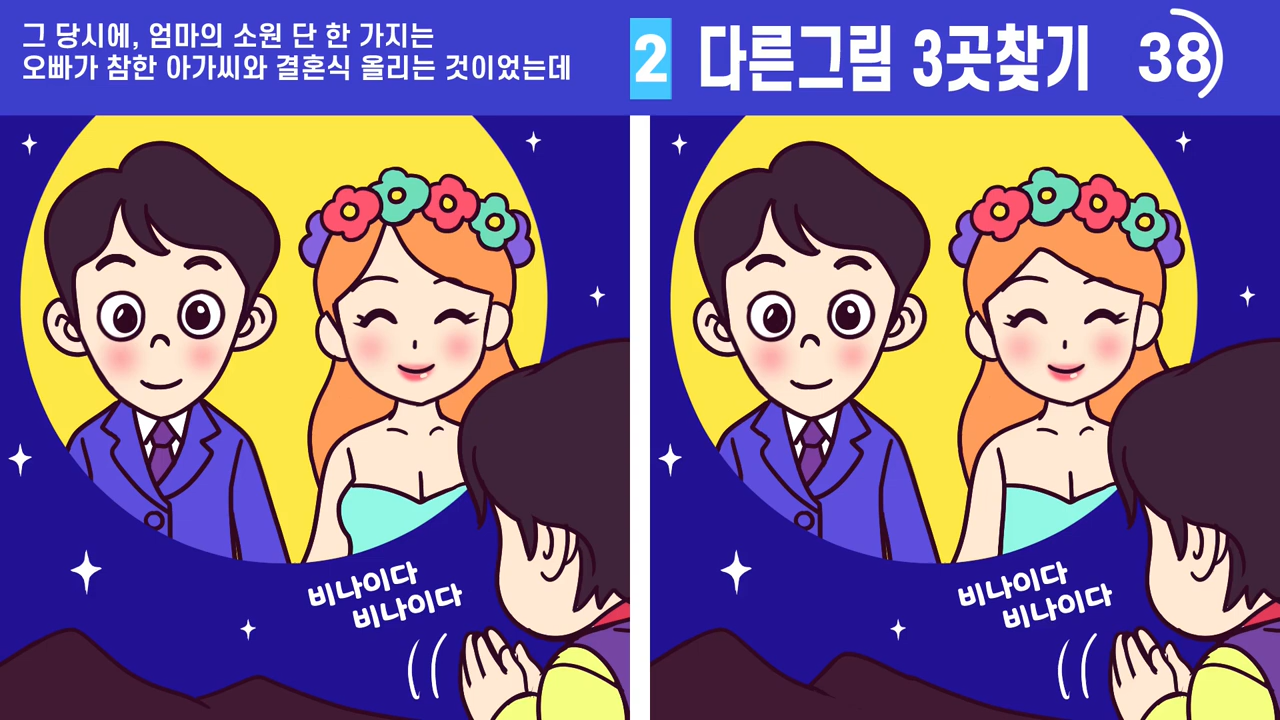 그 당시에, 엄마의 소원 단 한 가지는
오빠가 참한 아가씨와 결혼식 올리는 것이었는데
2 다른그림 3곳찾기 38
비나이다
비나이다
비나이다
비나이다